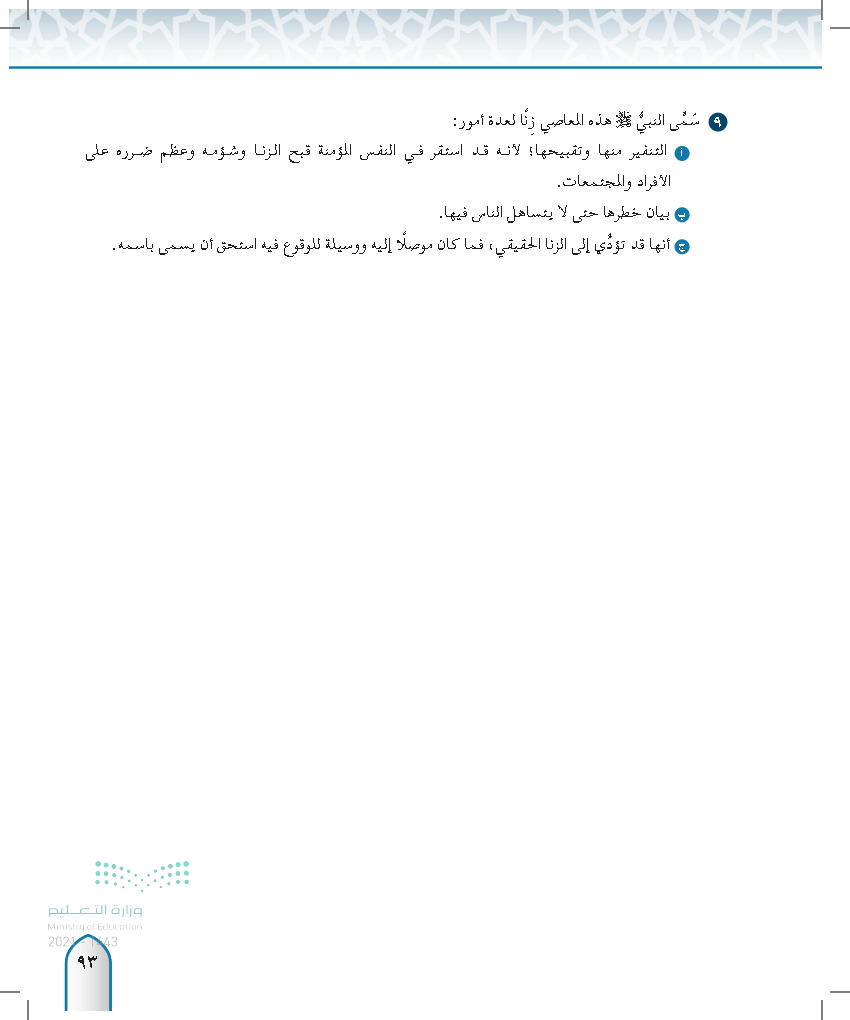 ٩ سَمَّى النبيُّ ﷺ هذه المعاصي زِنًا لعدة أمور:
أ التنفير منها وتقبيحها؛ لأنه قد استقر في النفس المؤمنة قبح الزنا وشؤمه وعظم ضرره على
الأفراد والمجتمعات.
ب بيان خطرها حتى لا يتساهل الناس فيها.
ج أنها قد تؤدِّي إلى الزنا الحقيقي، فما كان موصلًا إليه ووسيلة للوقوع فيه استحق أن يسمى باسمه.
وزارة التعليم
Ministry of Education
2021 - 1443
٩٣